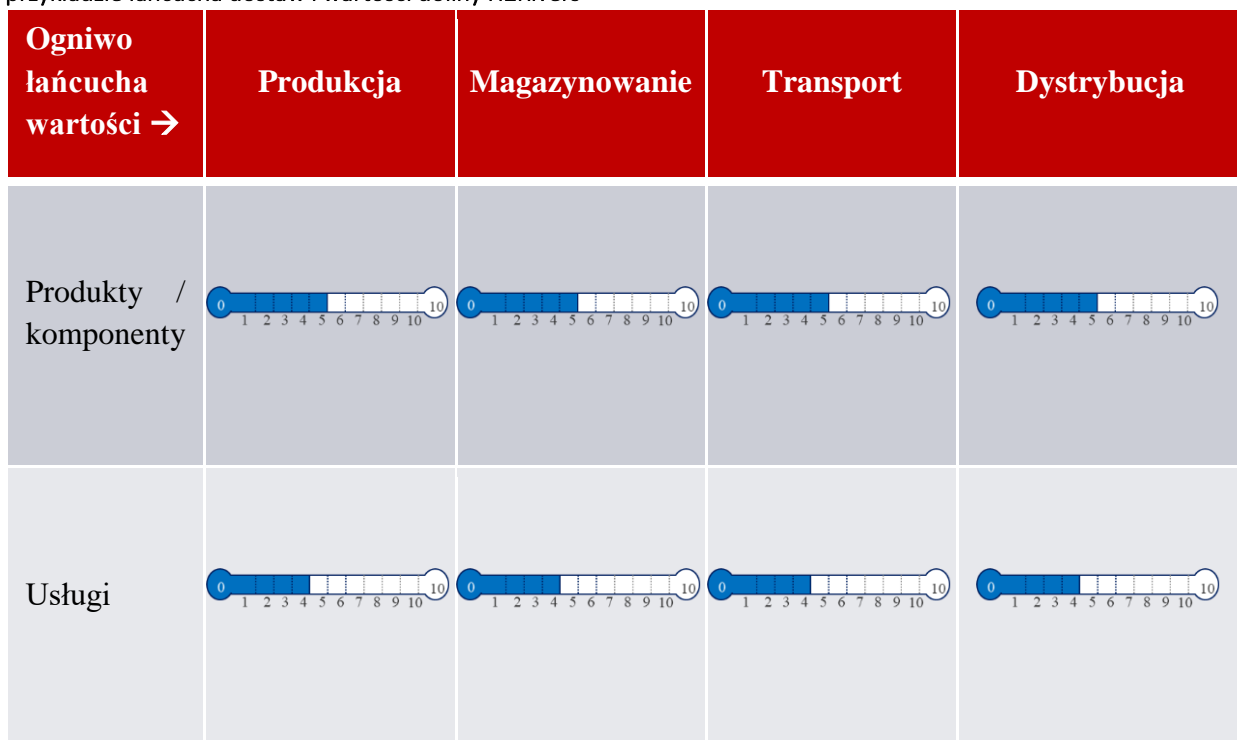 Ogniwo
łańcucha
wartości →
Produkcja
Magazynowanie
Transport
Dystrybucja
Produkty /
komponenty
0 10
1 2 3 4 5 6 7 8 9 10
0 10
1 2 3 4 5 6 7 8 9 10
0 10
1 2 3 4 5 6 7 8 9 10
0 10
1 2 3 4 5 6 7 8 9 10
Usługi
0 10
1 2 3 4 5 6 7 8 9 10
0 10
1 2 3 4 5 6 7 8 9 10
0 10
1 2 3 4 5 6 7 8 9 10
0 10
1 2 3 4 5 6 7 8 9 10